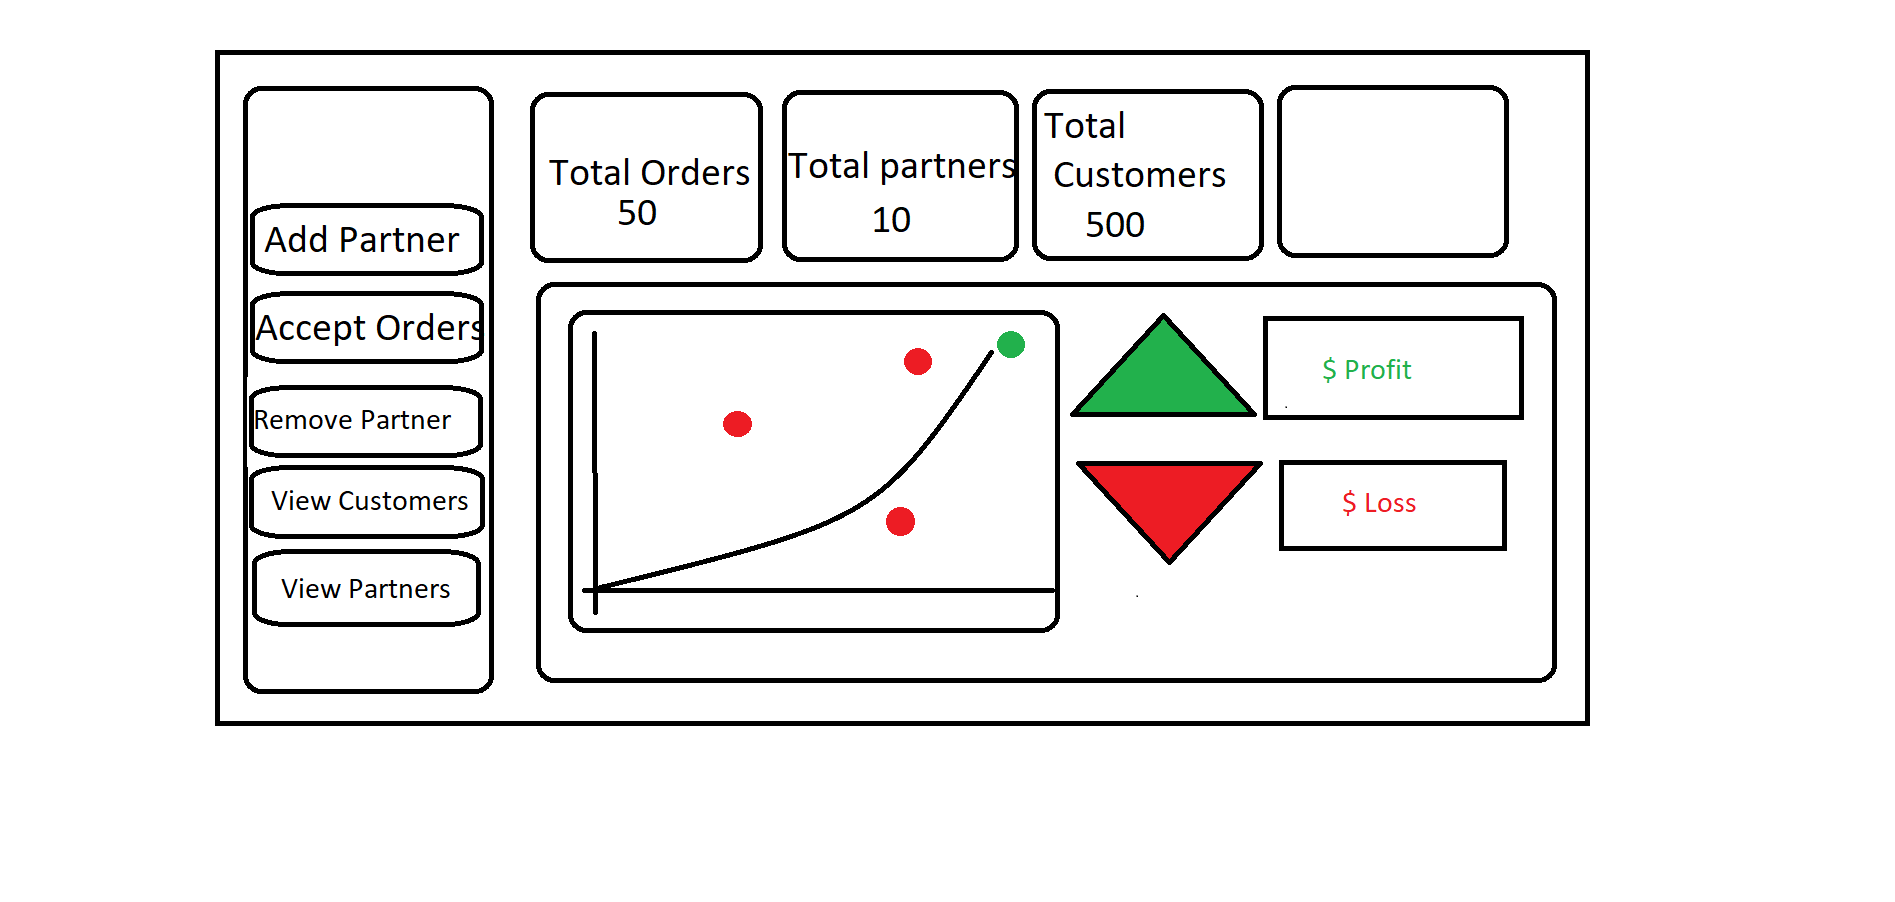 Add Partner
Accept Orders
Remove Partner
View Customers
View Partners
Total Orders
50
Total partners
10
Total
Customers
500
$ Profit
$ Loss